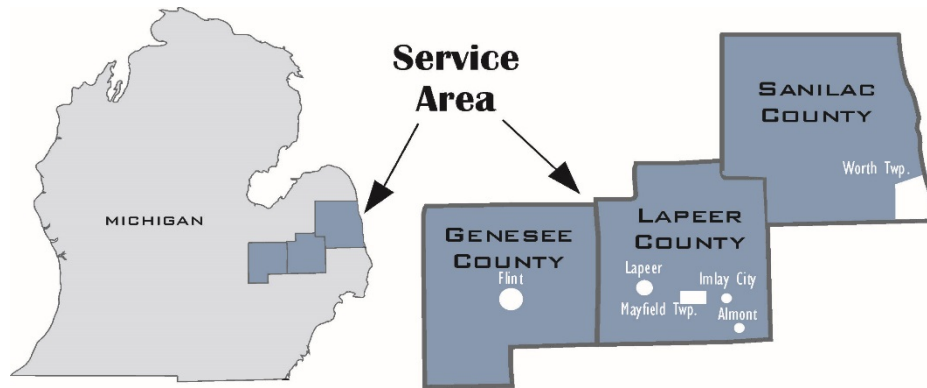 MICHIGAN
Service
Area
SANILAC
COUNTY
Worth Twp.
GENESEE
COUNTY
Flint
LAPEER
COUNTY
Lapeer
Imlay City
Mayfield Twp.
Almont